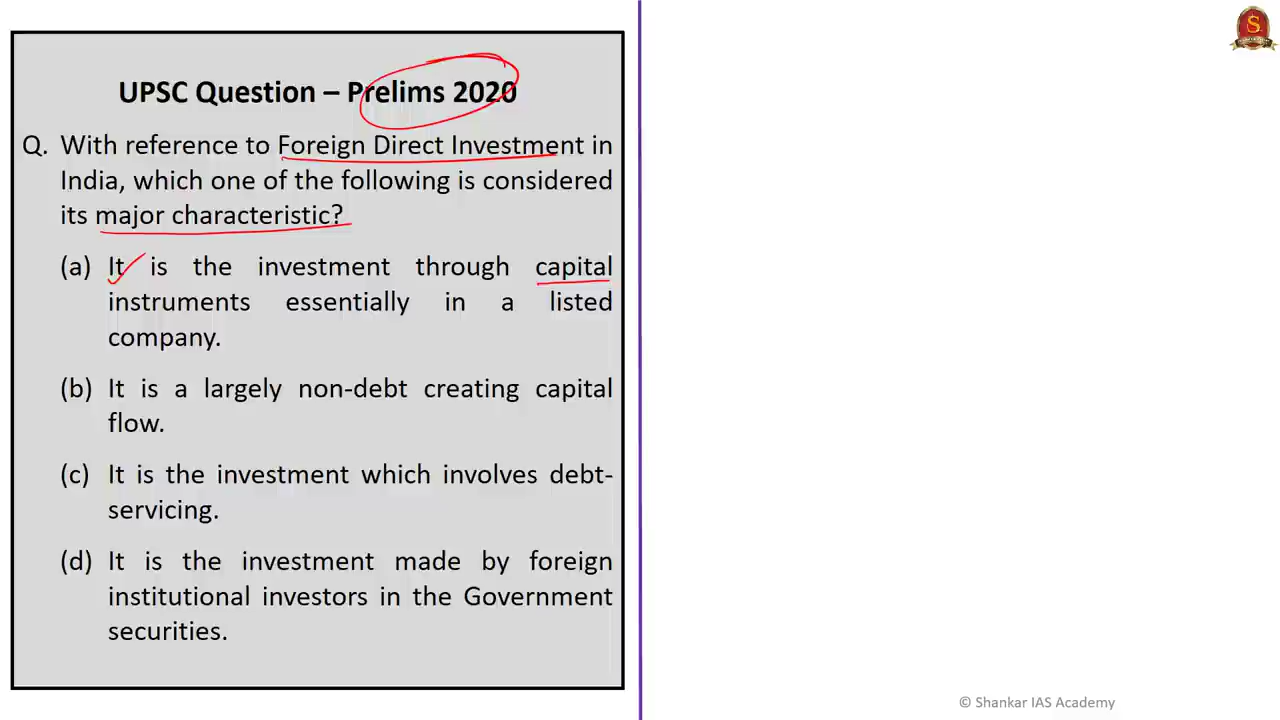 UPSC Question – Prelims 2020
Q. With reference to Foreign Direct Investment in
India, which one of the following is considered
its major characteristic?
(a) It is the investment through capital
instruments essentially in a listed
company.
(b) It is a largely non-debt creating capital
flow.
(c) It is the investment which involves debt-
servicing.
(d) It is the investment made by foreign
institutional investors in the Government
securities.
© Shankar IAS Academy